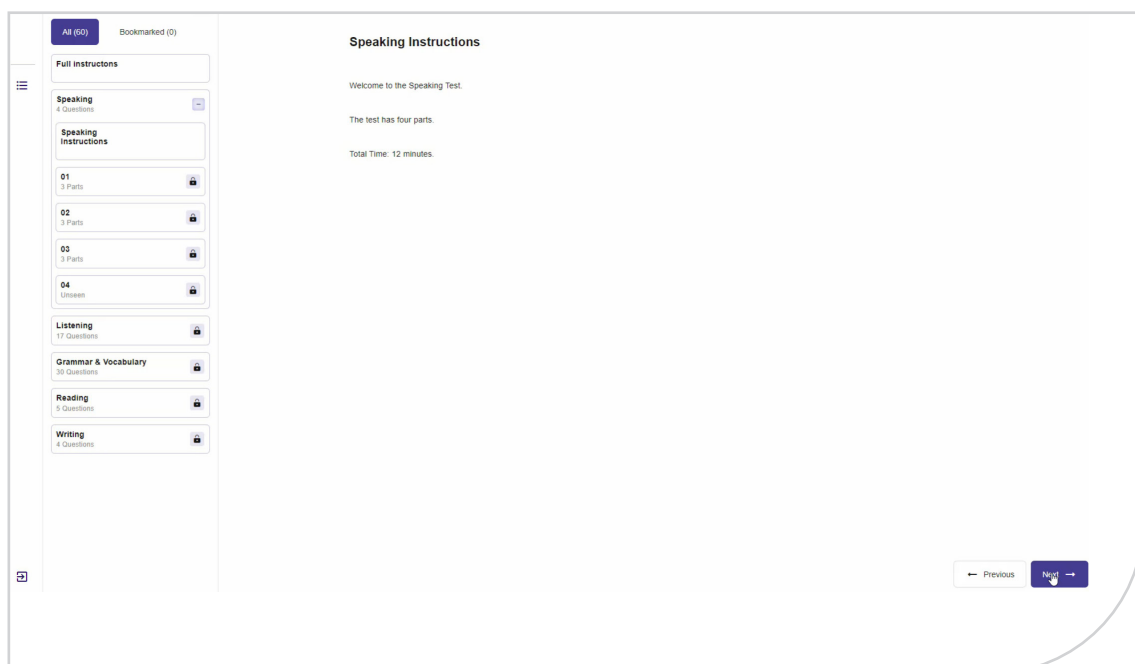 All (60)
Bookmarked (0)
Full instructons
Speaking
4 Questions
Speaking
Instructions
01
3 Parts
02
3 Parts
03
3 Parts
04
Unseen
Listening
17 Questions
Grammar & Vocabulary
30 Questions
Reading
5 Questions
Writing
4 Questions
Speaking Instructions
Welcome to the Speaking Test.
The test has four parts.
Total Time: 12 minutes.
← Previous
Next →